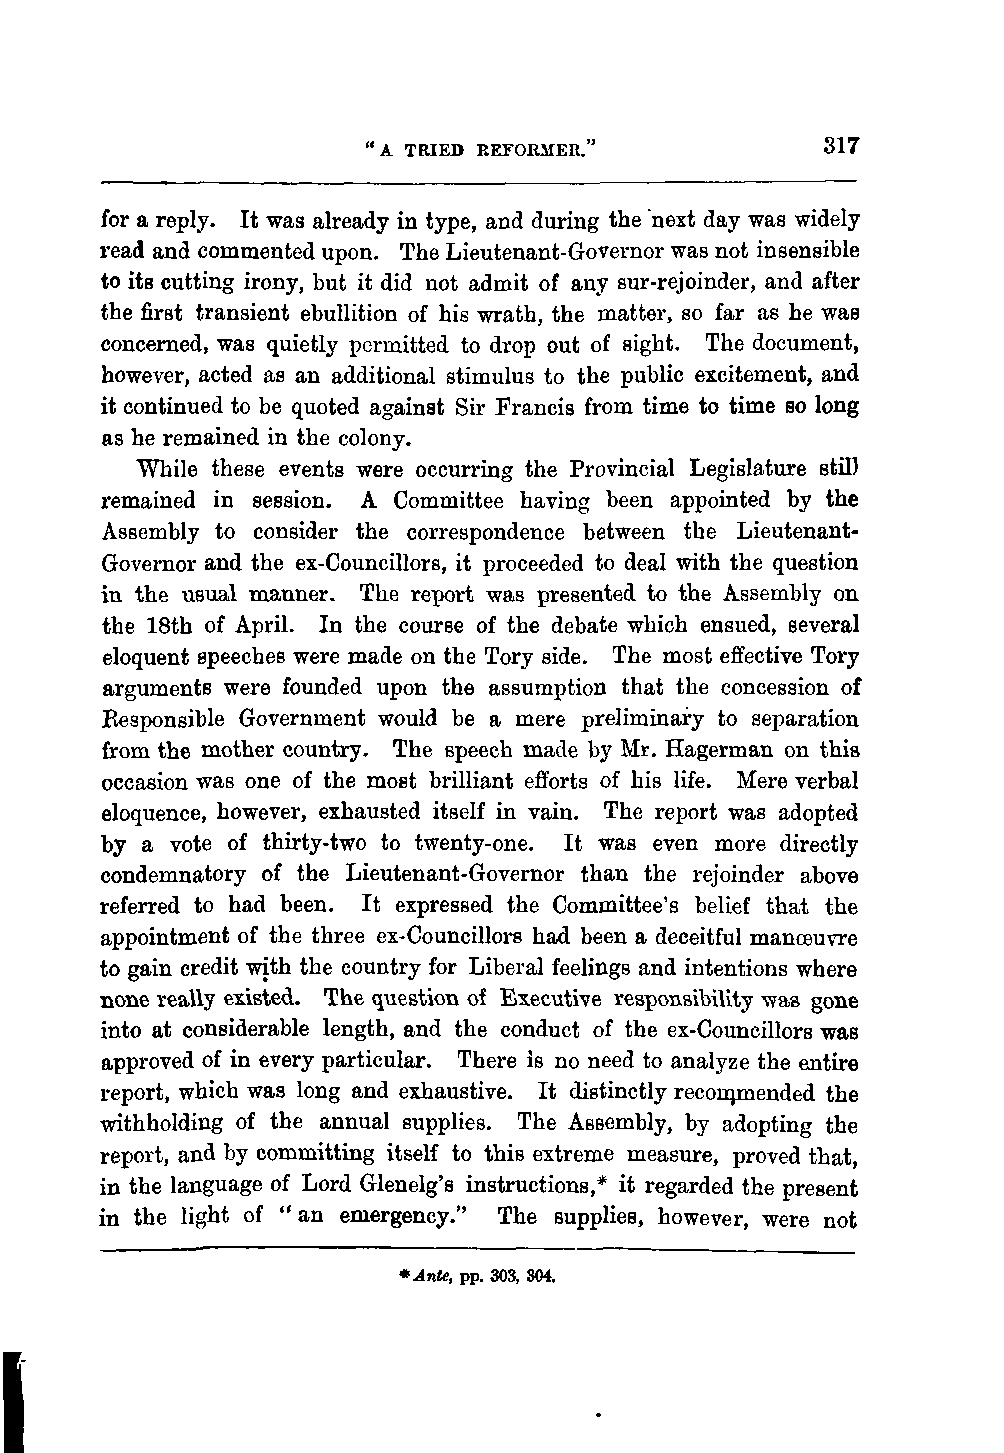 "A TRIED REFORMER." 317
for a reply. It was already in type, and during the next day was widely
read and commented upon. The Lieutenant-Governor was not insensible
to its cutting irony, but it did not admit of any sur-rejoinder, and after
the first transient ebullition of his wrath, the matter, so far as he was
concerned, was quietly permitted to drop out of sight. The document,
however, acted as an additional stimulus to the public excitement, and
it continued to be quoted against Sir Francis from time to time so long
as he remained in the colony.
While these events were occurring the Provincial Legislature still
remained in session. A Committee having been appointed by the
Assembly to consider the correspondence between the Lieutenant-
Governor and the ex-Councillors, it proceeded to deal with the question
in the usual manner. The report was presented to the Assembly on
the 18th of April. In the course of the debate which ensued, several
eloquent speeches were made on the Tory side. The most effective Tory
arguments were founded upon the assumption that the concession of
Responsible Government would be a mere preliminary to separation
from the mother country. The speech made by Mr. Hagerman on this
occasion was one of the most brilliant efforts of his life. Mere verbal
eloquence, however, exhausted itself in vain. The report was adopted
by a vote of thirty-two to twenty-one. It was even more directly
condemnatory of the Lieutenant-Governor than the rejoinder above
referred to had been. It expressed the Committee's belief that the
appointment of the three ex-Councillors had been a deceitful manœuvre
to gain credit with the country for Liberal feelings and intentions where
none really existed. The question of Executive responsibility was gone
into at considerable length, and the conduct of the ex-Councillors was
approved of in every particular. There is no need to analyze the entire
report, which was long and exhaustive. It distinctly recommended the
withholding of the annual supplies. The Assembly, by adopting the
report, and by committing itself to this extreme measure, proved that,
in the language of Lord Glenelg's instructions,* it regarded the present
in the light of "an emergency." The supplies, however, were not
*Ante, pp. 303, 304.